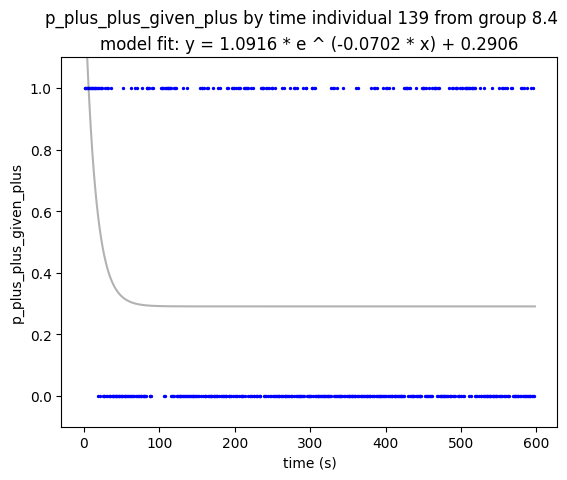 p_plus_plus_given_plus by time individual 139 from group 8.4
model fit: y = 1.0916 * e ^ (-0.0702 * x) + 0.2906
p_plus_plus_given_plus
1.0
0.8
0.6
0.4
0.2
0.0
0 100 200 300 400 500 600
time (s)